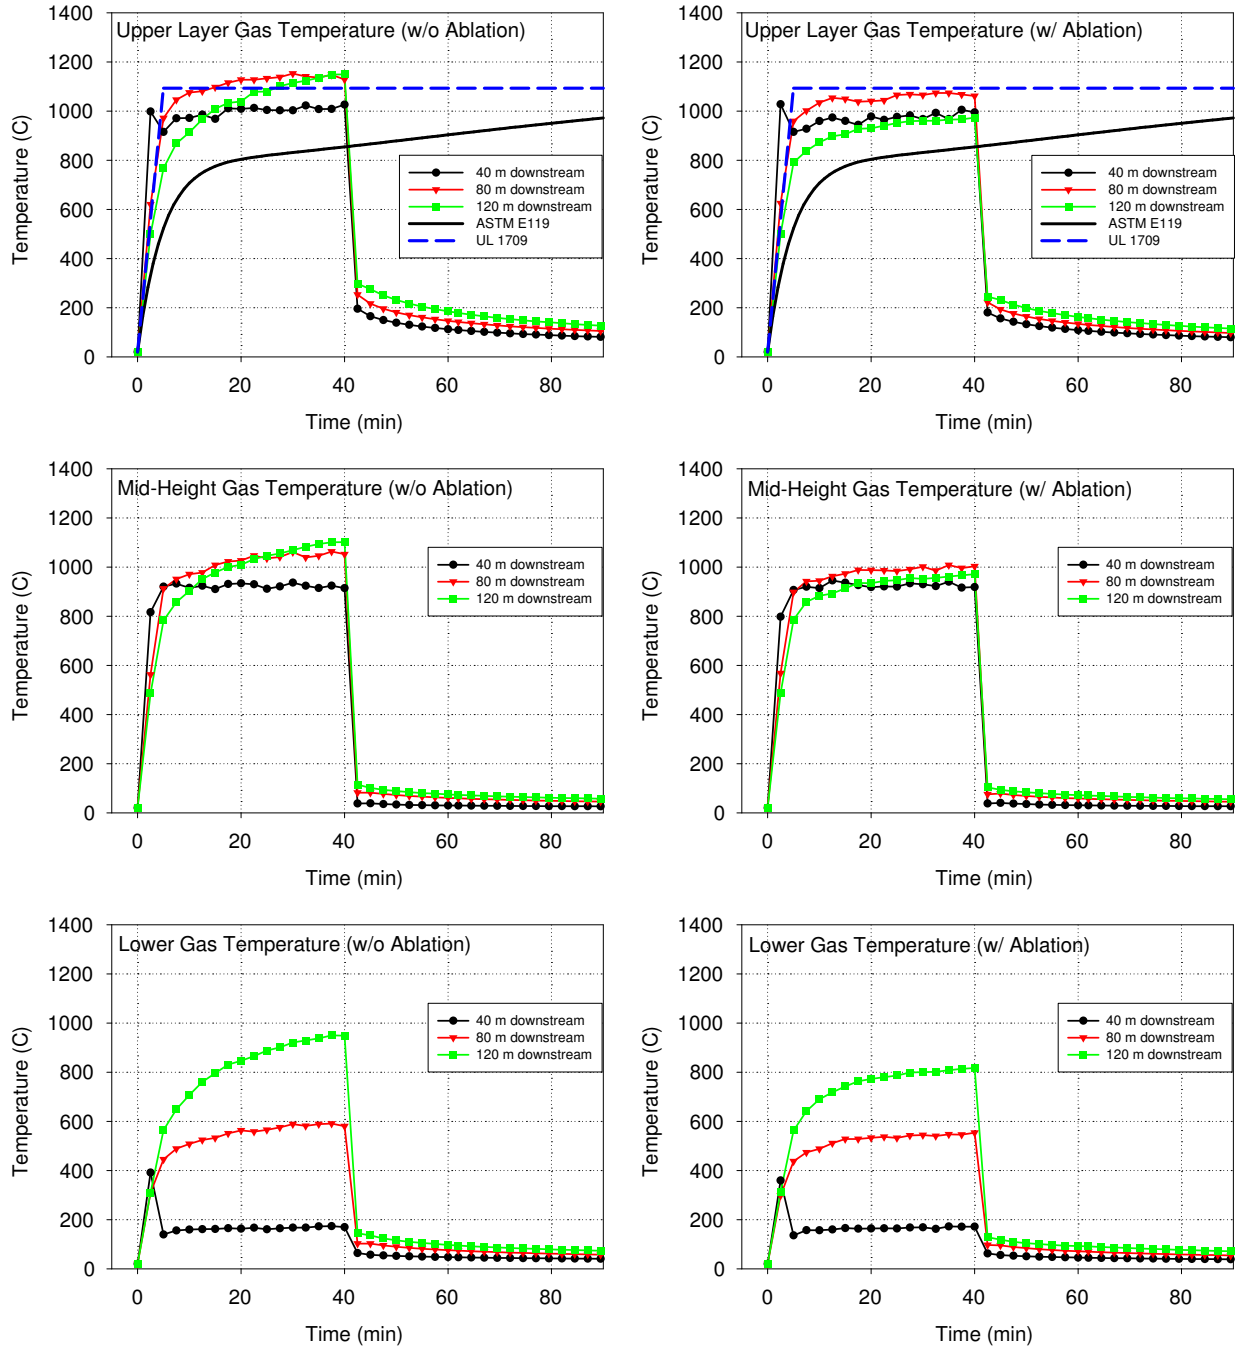 Upper Layer Gas Temperature (w/o Ablation)
Temperature (C)
1400
1200
1000
800
600
400
200
0
40 m downstream
80 m downstream
120 m downstream
ASTM E119
UL 1709
0 20 40 60 80
Time (min)
Upper Layer Gas Temperature (w/ Ablation)
Temperature (C)
1400
1200
1000
800
600
400
200
0
40 m downstream
80 m downstream
120 m downstream
ASTM E119
UL 1709
0 20 40 60 80
Time (min)
Mid-Height Gas Temperature (w/o Ablation)
Temperature (C)
1400
1200
1000
800
600
400
200
0
40 m downstream
80 m downstream
120 m downstream
0 20 40 60 80
Time (min)
Mid-Height Gas Temperature (w/ Ablation)
Temperature (C)
1400
1200
1000
800
600
400
200
0
40 m downstream
80 m downstream
120 m downstream
0 20 40 60 80
Time (min)
Lower Gas Temperature (w/o Ablation)
Temperature (C)
1400
1200
1000
800
600
400
200
0
40 m downstream
80 m downstream
120 m downstream
0 20 40 60 80
Time (min)
Lower Gas Temperature (w/ Ablation)
Temperature (C)
1400
1200
1000
800
600
400
200
0
40 m downstream
80 m downstream
120 m downstream
0 20 40 60 80
Time (min)